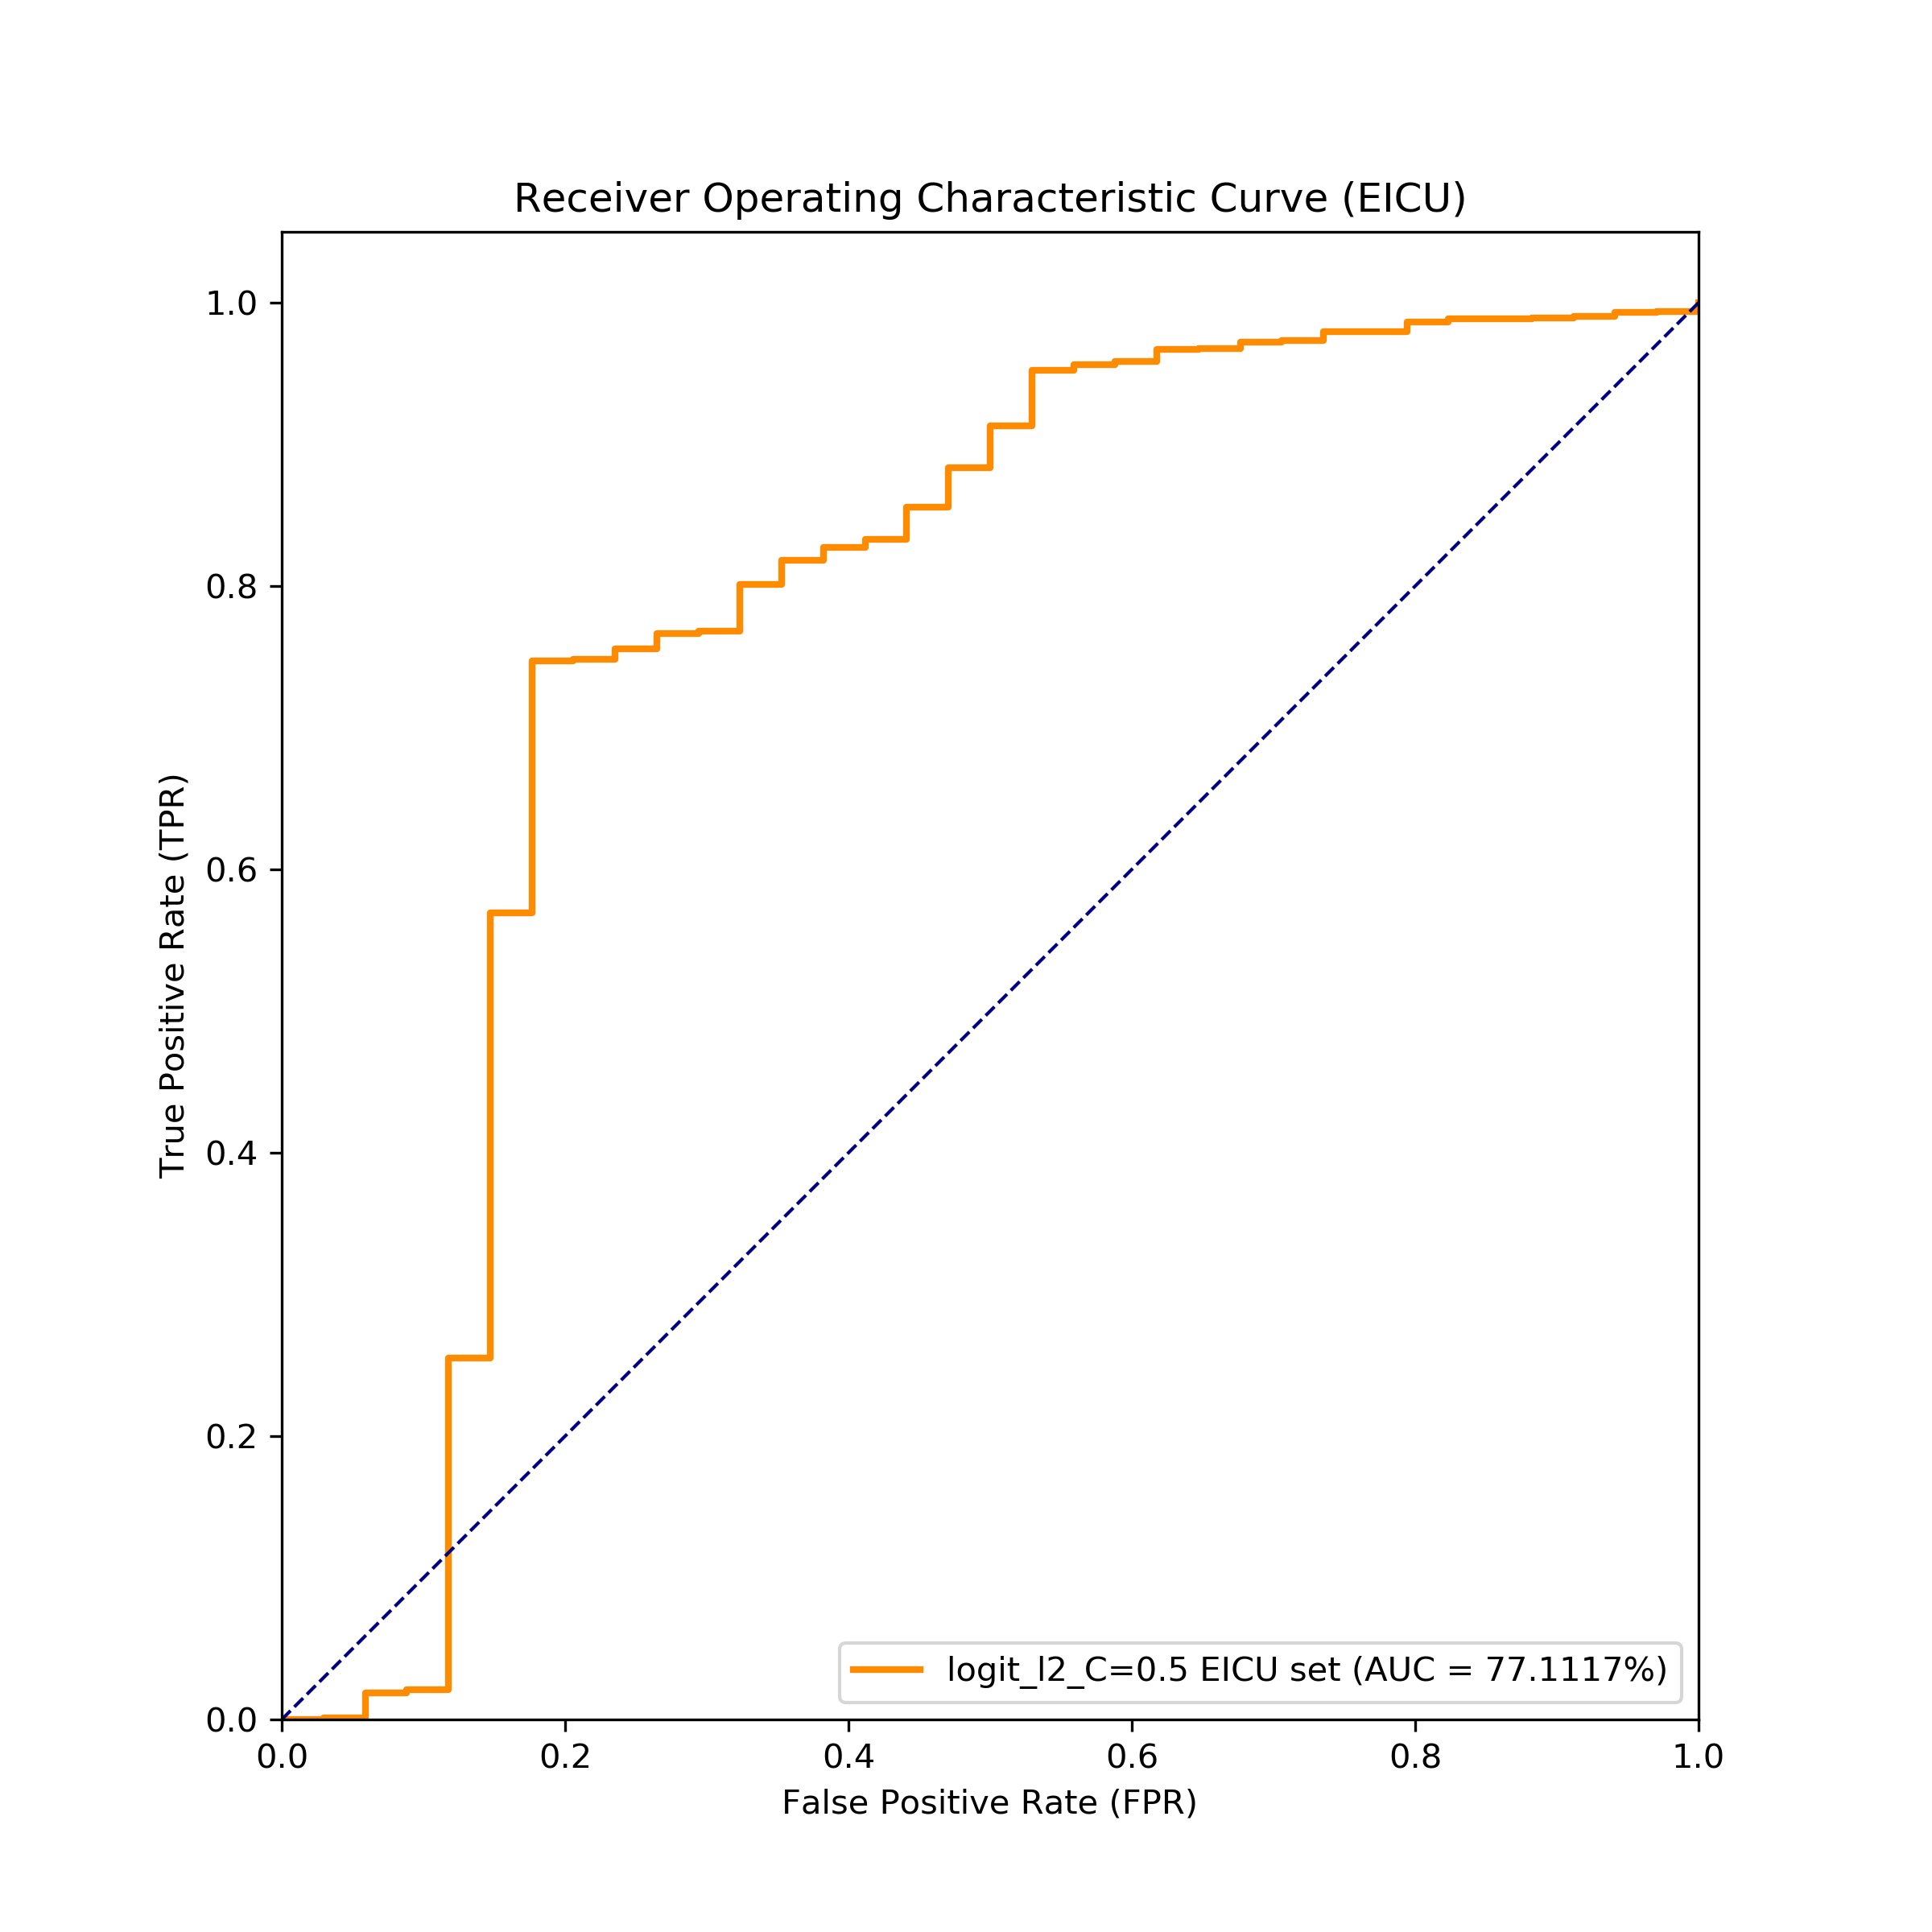 Receiver Operating Characteristic Curve (EICU)
1.0
0.8
0.6
0.4
0.2
0.0
True Positive Rate (TPR)
logit_l2_C=0.5 EICU set (AUC = 77.1117%)
0.0 0.2 0.4 0.6 0.8 1.0
False Positive Rate (FPR)